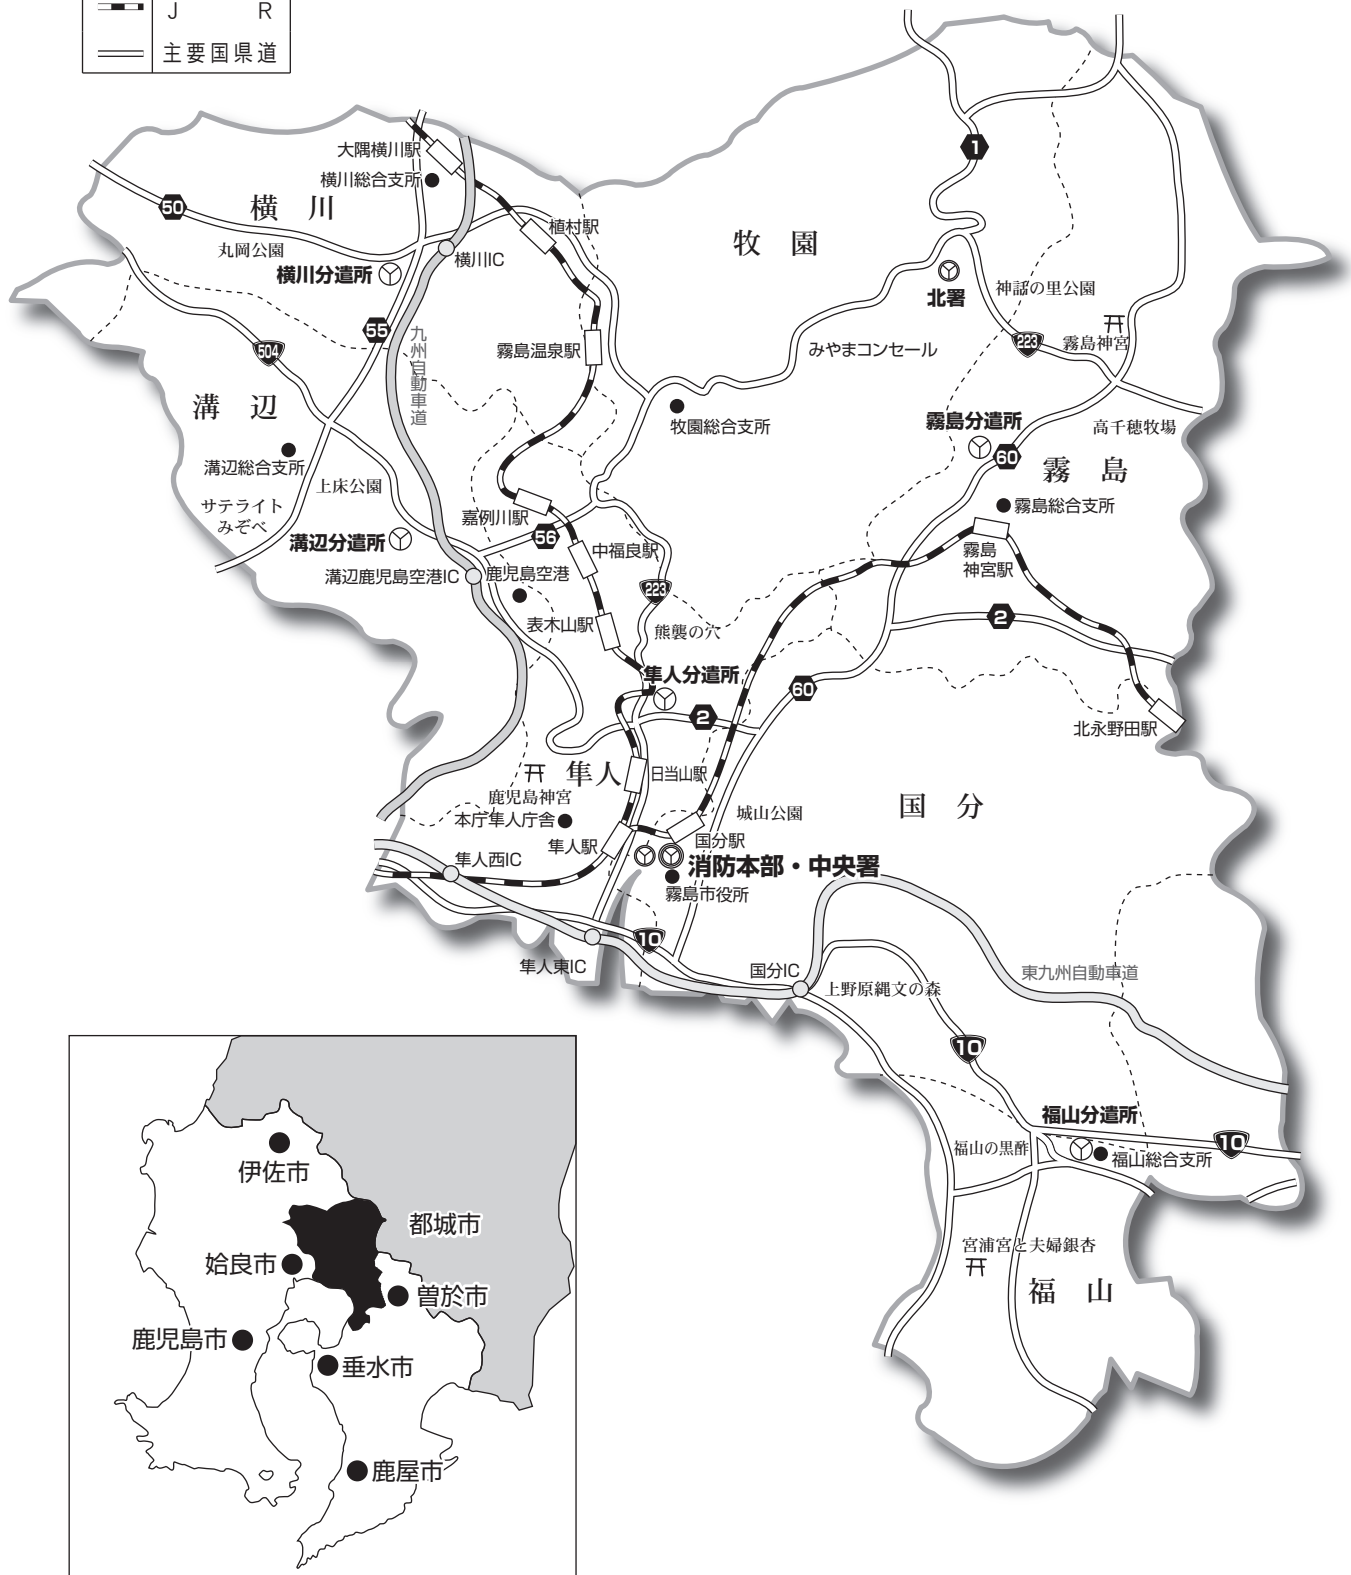 J R
主要国県道
1
大隅横川駅
横川総合支所
50
横 川
植村駅
牧 園
丸岡公園
横川IC
横川分遣所
北署
神話の里公園
55
九州自動車道
504
霧島温泉駅
みやまコンセール
223
霧島神宮
溝 辺
牧園総合支所
霧島分遣所
高千穂牧場
60
霧 島
溝辺総合支所
上床公園
サテライト
みぞべ
嘉例川駅
霧島総合支所
溝辺分遣所
56
中福良駅
霧島
神宮駅
溝辺鹿児島空港IC
鹿児島空港
223
2
表木山駅
熊襲の穴
隼人分遣所
60
2
北永野田駅
隼人
日当山駅
鹿児島神宮
国 分
本庁隼人庁舎
城山公園
隼人駅
国分駅
隼人西IC
消防本部・中央署
霧島市役所
10
隼人東IC
国分IC
東九州自動車道
上野原縄文の森
10
福山分遣所
福山の黒酢
福山総合支所
10
宮浦宮と夫婦銀杏
福 山
伊佐市
都城市
姶良市
曽於市
鹿児島市
垂水市
鹿屋市